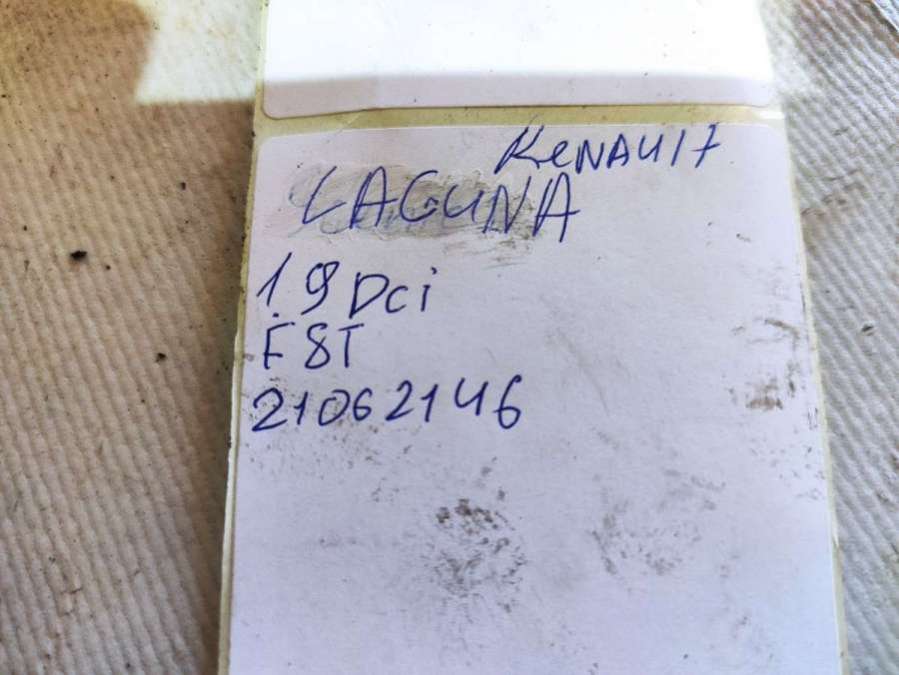 Renault
LAGUNA
1.9 Dci
F8T
21062146